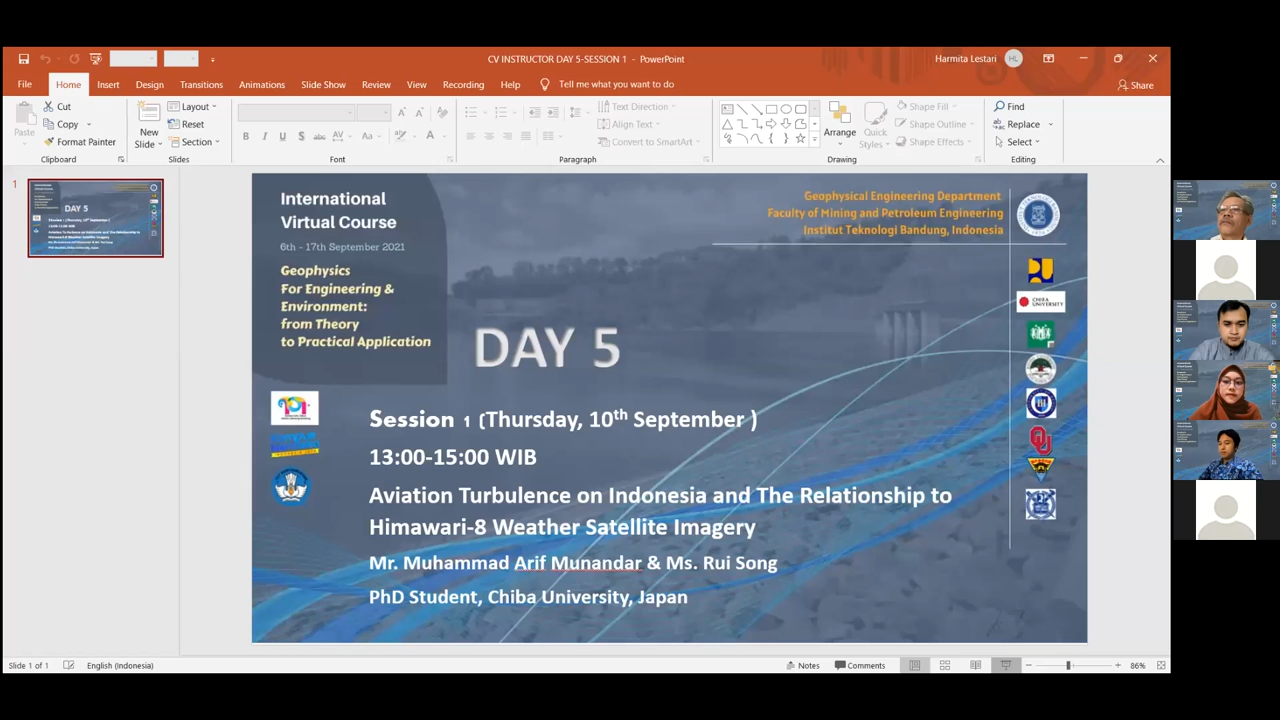 CV INSTRUCTOR DAY 5-SESSION 1 - PowerPoint
Harmita Lestari
HL
File Home Insert Design Transitions Animations Slide Show Review View Recording Help Tell me what you want to do
Share
Paste
Cut
Copy
Format Painter
Clipboard
New Slide
Layout
Reset
Section
Slides
Font
Text Direction
Align Text
Convert to SmartArt
Paragraph
Arrange
Quick Styles
Shape Fill
Shape Outline
Shape Effects
Drawing
Find
Replace
Select
Editing
1
International
Virtual Course
6th - 17th September 2021
Geophysics
For Engineering &
Environment:
from Theory
to Practical Application
Geophysical Engineering Department
Faculty of Mining and Petroleum Engineering
Institut Teknologi Bandung, Indonesia
CHIBA
UNIVERSITY
DAY 5
Session 1 (Thursday, 10th September )
13:00-15:00 WIB
Aviation Turbulence on Indonesia and The Relationship to
Himawari-8 Weather Satellite Imagery
Mr. Muhammad Arif Munandar & Ms. Rui Song
PhD Student, Chiba University, Japan
Slide 1 of 1
English (Indonesia)
Notes
Comments
86%